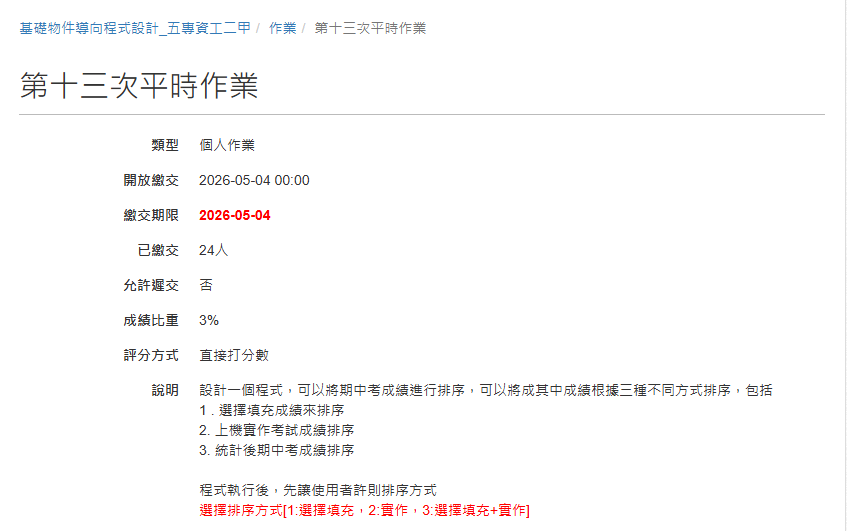 基礎物件導向程式設計_五專資工二甲 / 作業 / 第十三次平時作業
第十三次平時作業
類型 個人作業
開放繳交 2026-05-04 00:00
繳交期限 2026-05-04
已繳交 24人
允許遲交 否
成績比重 3%
評分方式 直接打分數
說明 設計一個程式，可以將期中考成績進行排序，可以將成其中成績根據三種不同方式排序，包括
1 . 選擇填充成績來排序
2. 上機實作考試成績排序
3. 統計後期中考成績排序
程式執行後，先讓使用者許則排序方式
選擇排序方式[1:選擇填充，2:實作，3:選擇填充+實作]